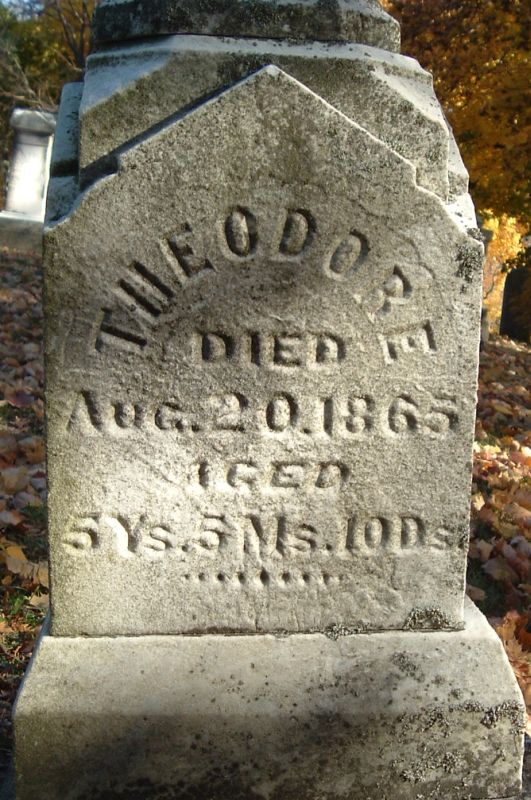 THEODORE
DIED
Aug. 20. 1865
AGED
5 Ys. 5 Ms. 10 Ds.